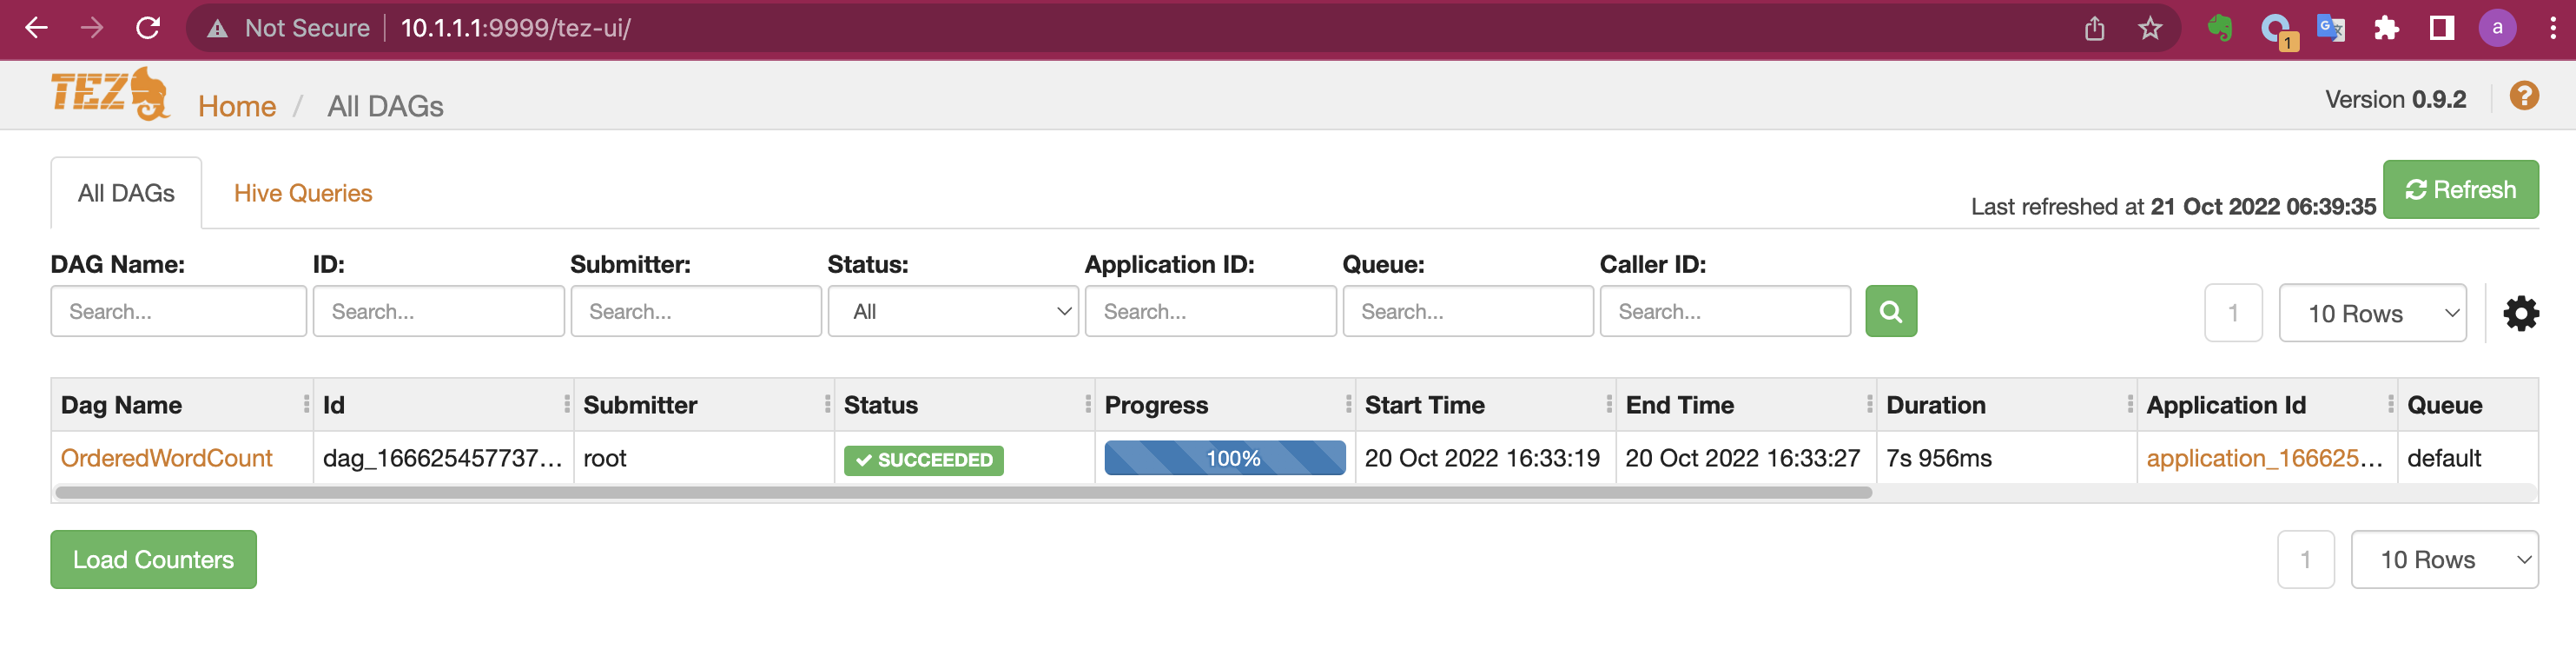 Not Secure 10.1.1.1:9999/tez-ui/
1
a
TEZ Home / All DAGs Version 0.9.2 ?
All DAGs Hive Queries Last refreshed at 21 Oct 2022 06:39:35 Refresh
DAG Name: ID: Submitter: Status: Application ID: Queue: Caller ID:
Search... Search... Search... All Search... Search... Search... 1 10 Rows
Dag Name Id Submitter Status Progress Start Time End Time Duration Application Id Queue
OrderedWordCount dag_166625457737... root SUCCEEDED 100% 20 Oct 2022 16:33:19 20 Oct 2022 16:33:27 7s 956ms application_166625... default
Load Counters 1 10 Rows